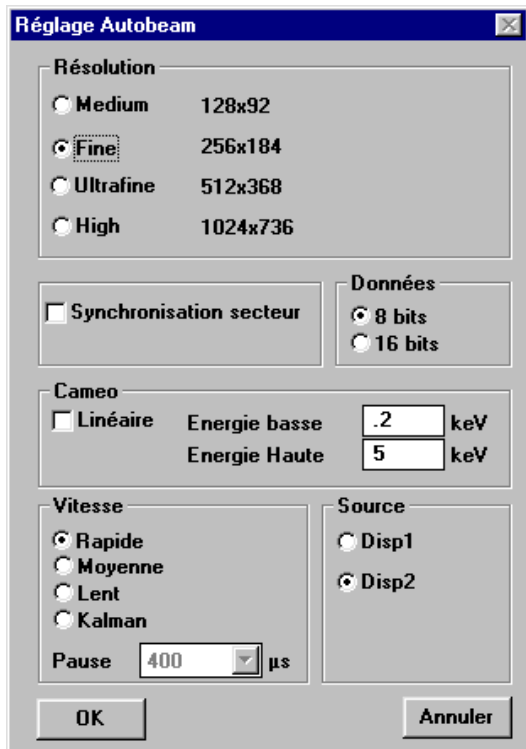 Réglage Autobeam
Résolution
Medium 128x92
Fine 256x184
Ultrafine 512x368
High 1024x736
Synchronisation secteur
Données
8 bits
16 bits
Cameo
Linéaire Energie basse .2 keV
Energie Haute 5 keV
Vitesse
Rapide
Moyenne
Lent
Kalman
Pause 400 µs
Source
Disp1
Disp2
OK Annuler